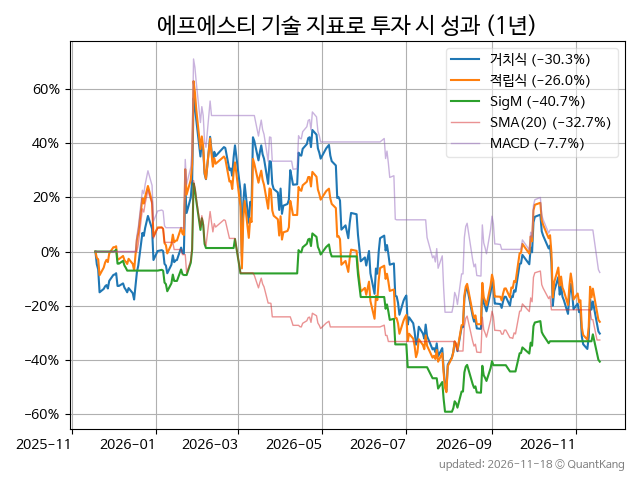 에프에스티 기술 지표로 투자 시 성과 (1년)
거치식 (−30.3%)
적립식 (−26.0%)
SigM (−40.7%)
SMA(20) (−32.7%)
MACD (−7.7%)
60%
40%
20%
0%
−20%
−40%
−60%
2025-11 2026-01 2026-03 2026-05 2026-07 2026-09 2026-11
updated: 2026-11-18 © QuantKang